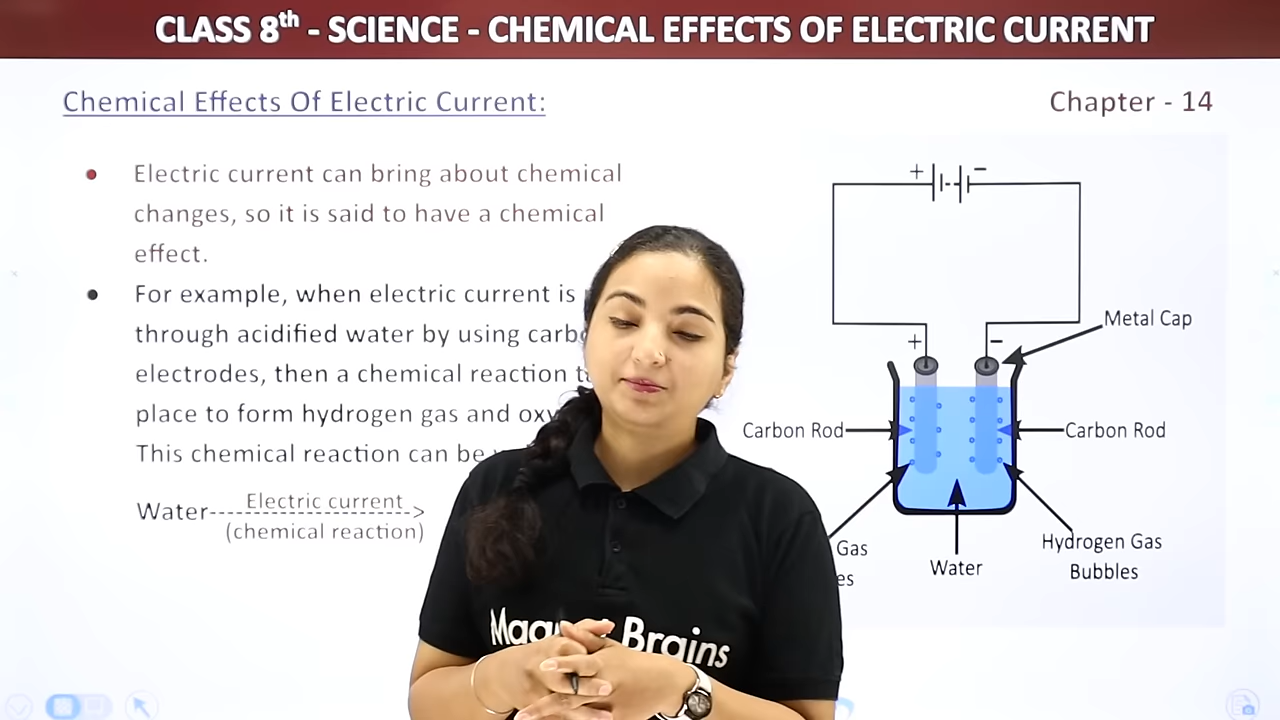 CLASS 8th - SCIENCE - CHEMICAL EFFECTS OF ELECTRIC CURRENT
Chemical Effects Of Electric Current:
Chapter - 14
Electric current can bring about chemical
changes, so it is said to have a chemical
effect.
For example, when electric current is
through acidified water by using
electrodes, then a chemical reaction
place to form hydrogen gas and
This chemical reaction can be
Water Electric current
(chemical reaction)
+ −
+ −
Metal Cap
Carbon Rod
Carbon Rod
Gas
Water
Hydrogen Gas
Bubbles
Brains